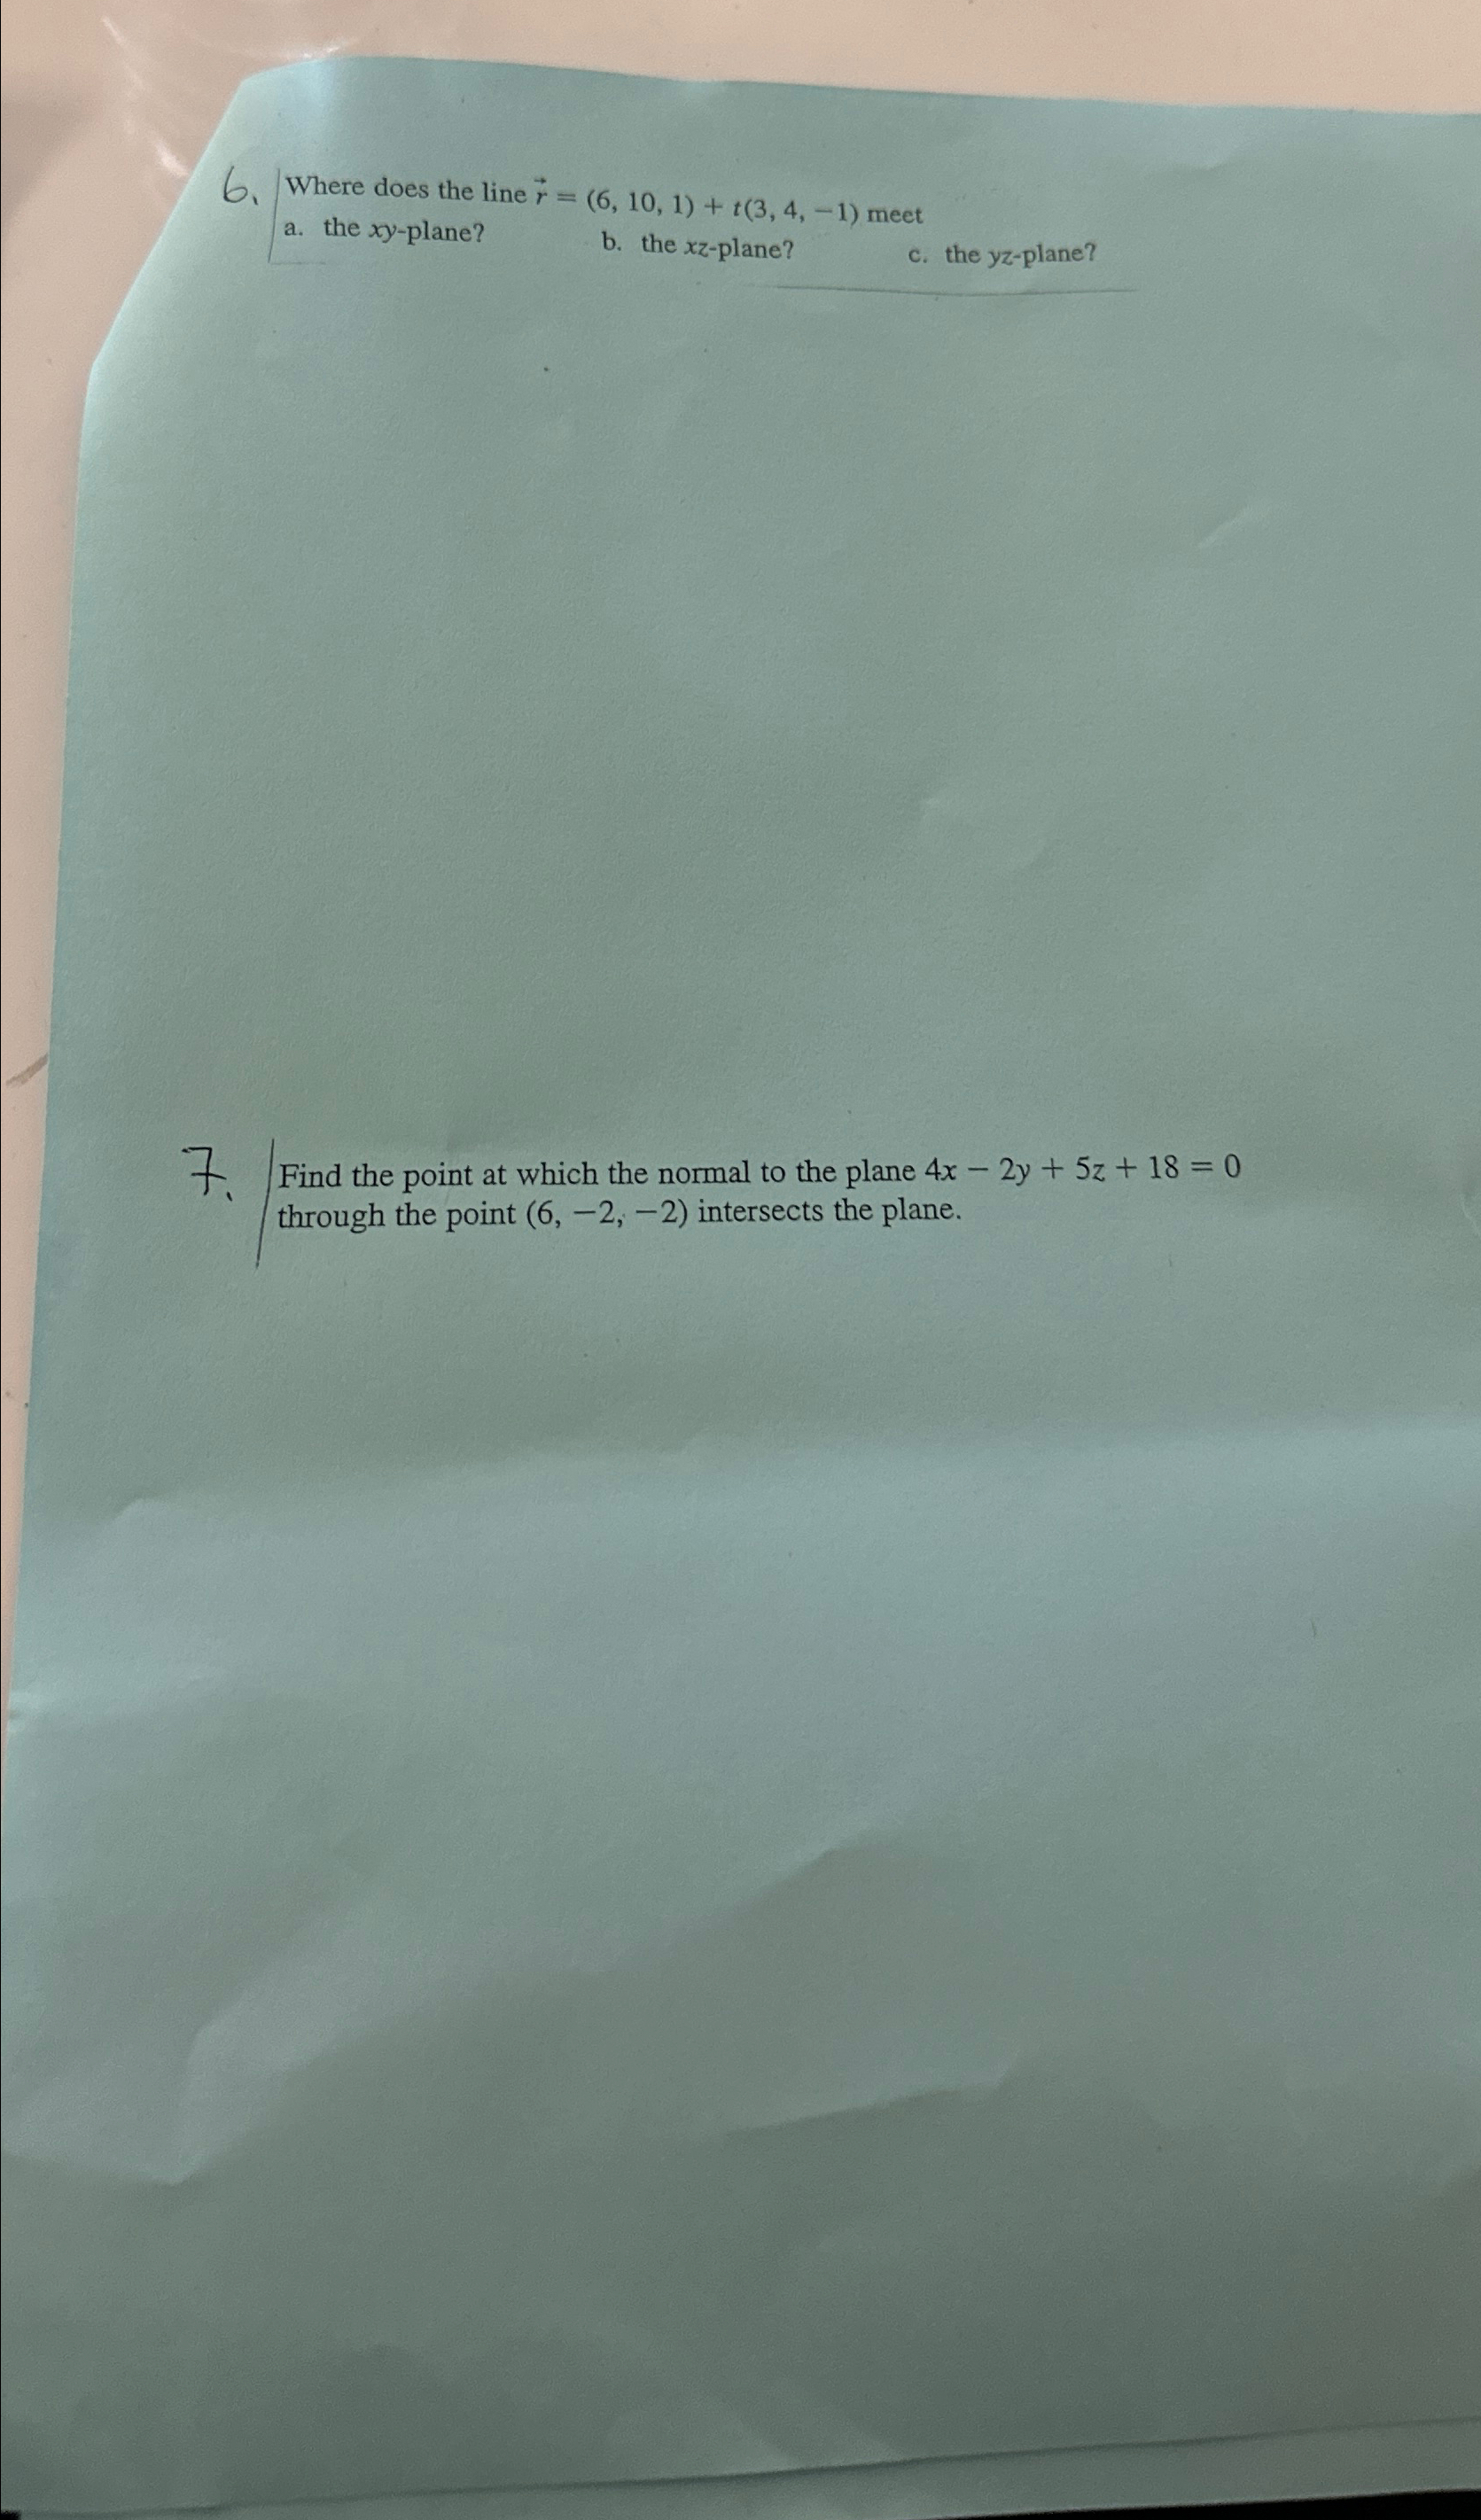 6. Where does the line r⃗ = (6, 10, 1) + t(3, 4, −1) meet
a. the xy-plane? b. the xz-plane? c. the yz-plane?
7. Find the point at which the normal to the plane 4x − 2y + 5z + 18 = 0
through the point (6, −2, −2) intersects the plane.